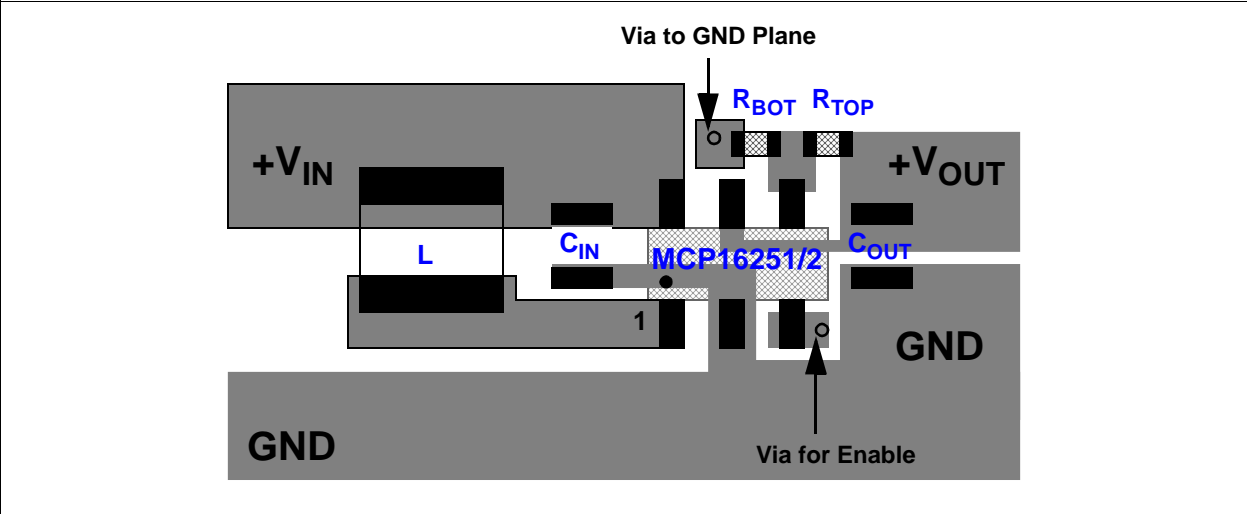 Via to GND Plane
RBOT RTOP
+VIN
+VOUT
L
CIN
MCP16251/2
COUT
1
GND
GND
Via for Enable